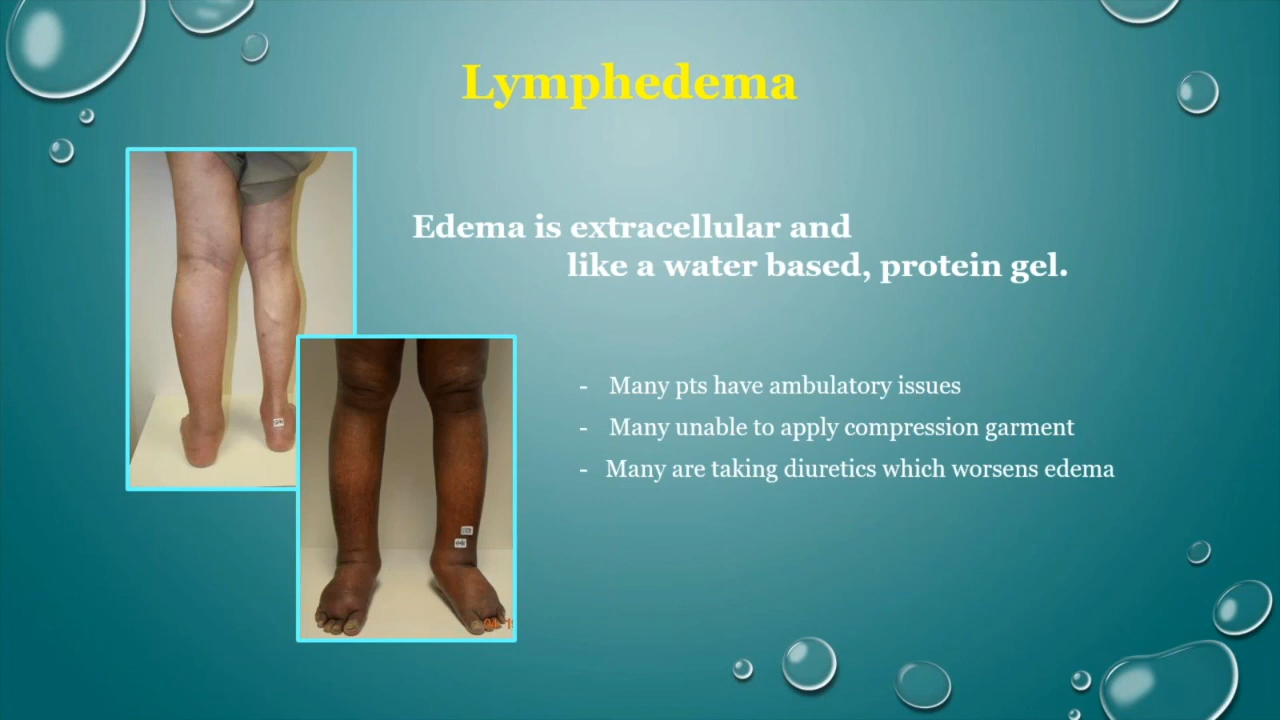 Lymphedema
Edema is extracellular and
like a water based, protein gel.
- Many pts have ambulatory issues
- Many unable to apply compression garment
- Many are taking diuretics which worsens edema